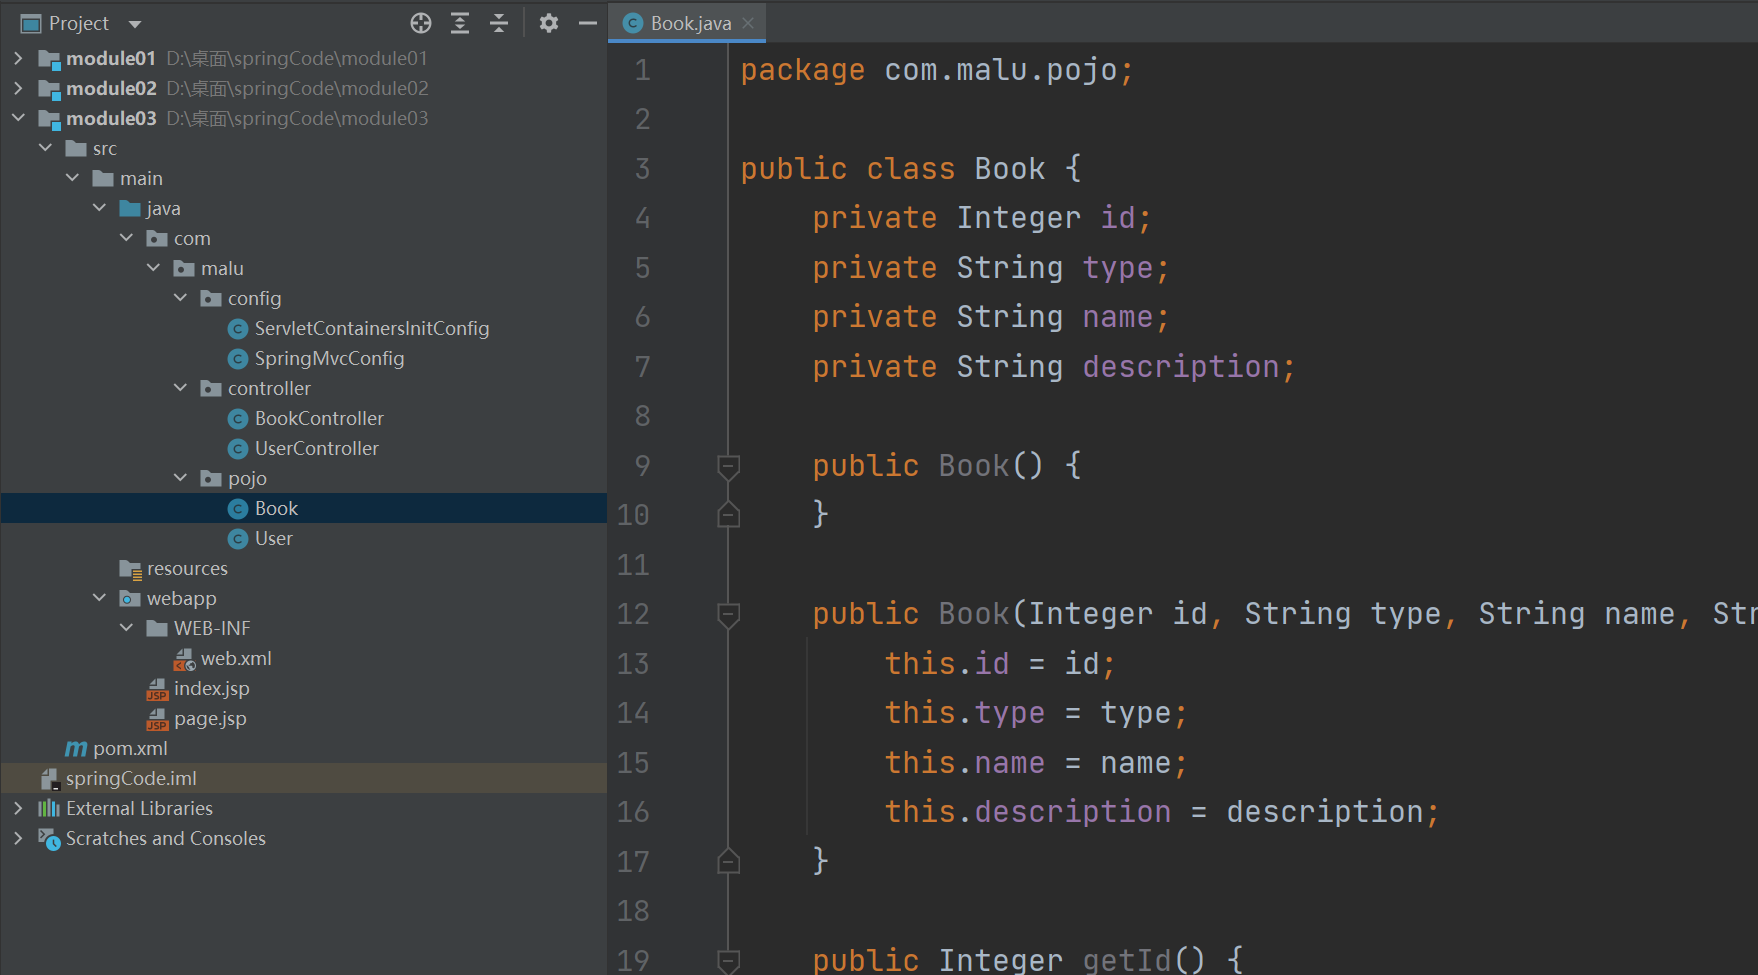 Project
module01 D:\桌面\springCode\module01
module02 D:\桌面\springCode\module02
module03 D:\桌面\springCode\module03
src
main
java
com
malu
config
ServletContainersInitConfig
SpringMvcConfig
controller
BookController
UserController
pojo
Book
User
resources
webapp
WEB-INF
web.xml
index.jsp
page.jsp
pom.xml
springCode.iml
External Libraries
Scratches and Consoles
Book.java
1 package com.malu.pojo;
2
3 public class Book {
4 private Integer id;
5 private String type;
6 private String name;
7 private String description;
8
9 public Book() {
10 }
11
12 public Book(Integer id, String type, String name, Str
13 this.id = id;
14 this.type = type;
15 this.name = name;
16 this.description = description;
17 }
18
19 public Integer getId() {